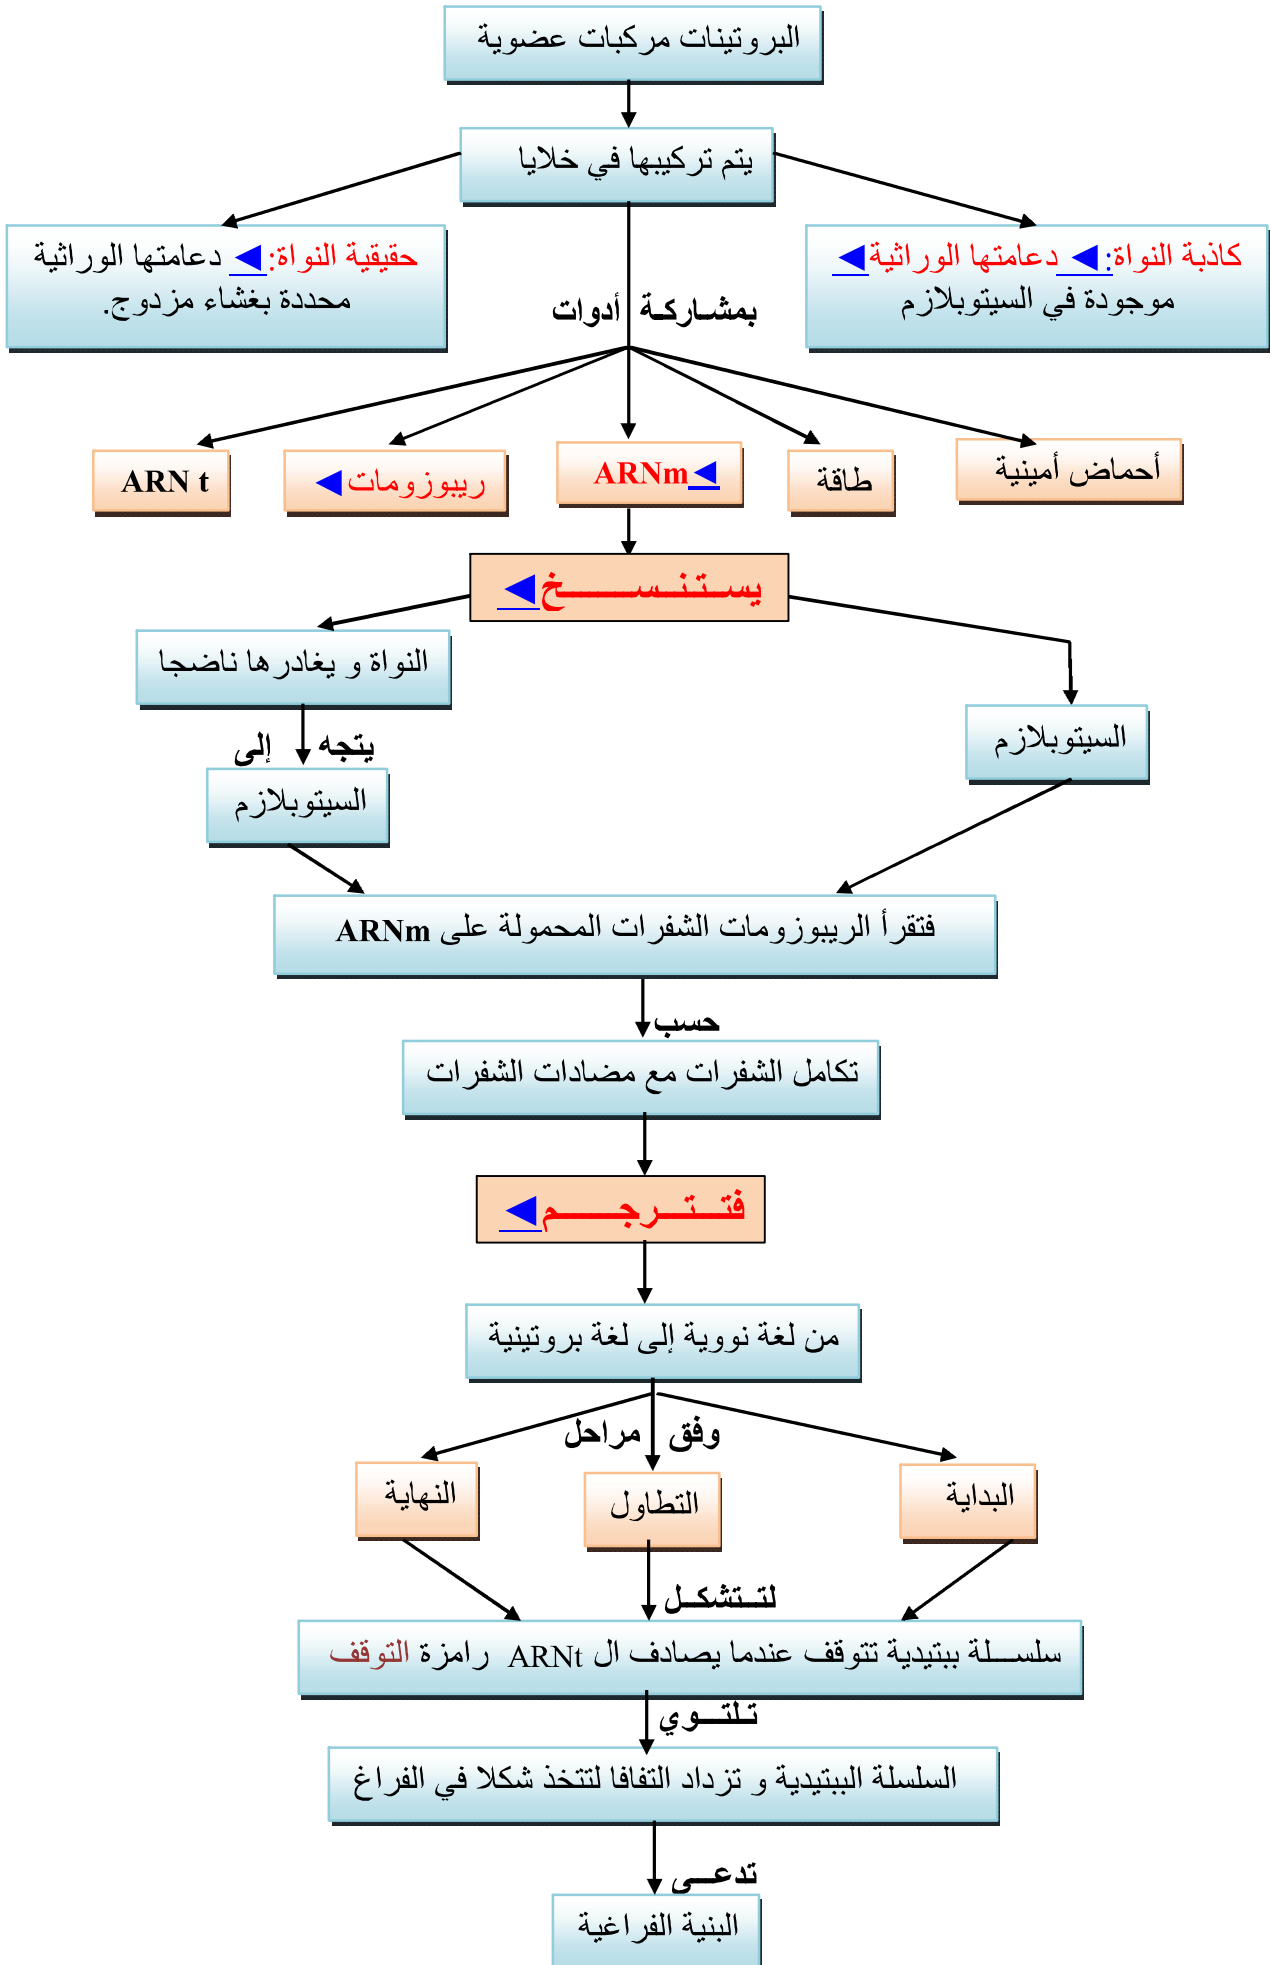 البروتينات مركبات عضوية
يتم تركيبها في خلايا
كاذبة النواة:◄ دعامتها الوراثية◄
موجودة في السيتوبلازم
حقيقية النواة:◄ دعامتها الوراثية
محددة بغشاء مزدوج.
بمشاركة أدوات
أحماض أمينية
طاقة
ARNm◄
ريبوزومات◄
ARN t
يستنسخ◄
النواة و يغادرها ناضجا
السيتوبلازم
يتجه إلى
السيتوبلازم
فتقرأ الريبوزومات الشفرات المحمولة على ARNm
حسب
تكامل الشفرات مع مضادات الشفرات
فتترجم◄
من لغة نووية إلى لغة بروتينية
وفق مراحل
البداية
التطاول
النهاية
لتتشكل
سلسلة ببتيدية تتوقف عندما يصادف ال ARNt رامزة التوقف
تلتوي
السلسلة الببتيدية و تزداد التفافا لتتخذ شكلا في الفراغ
تدعى
البنية الفراغية